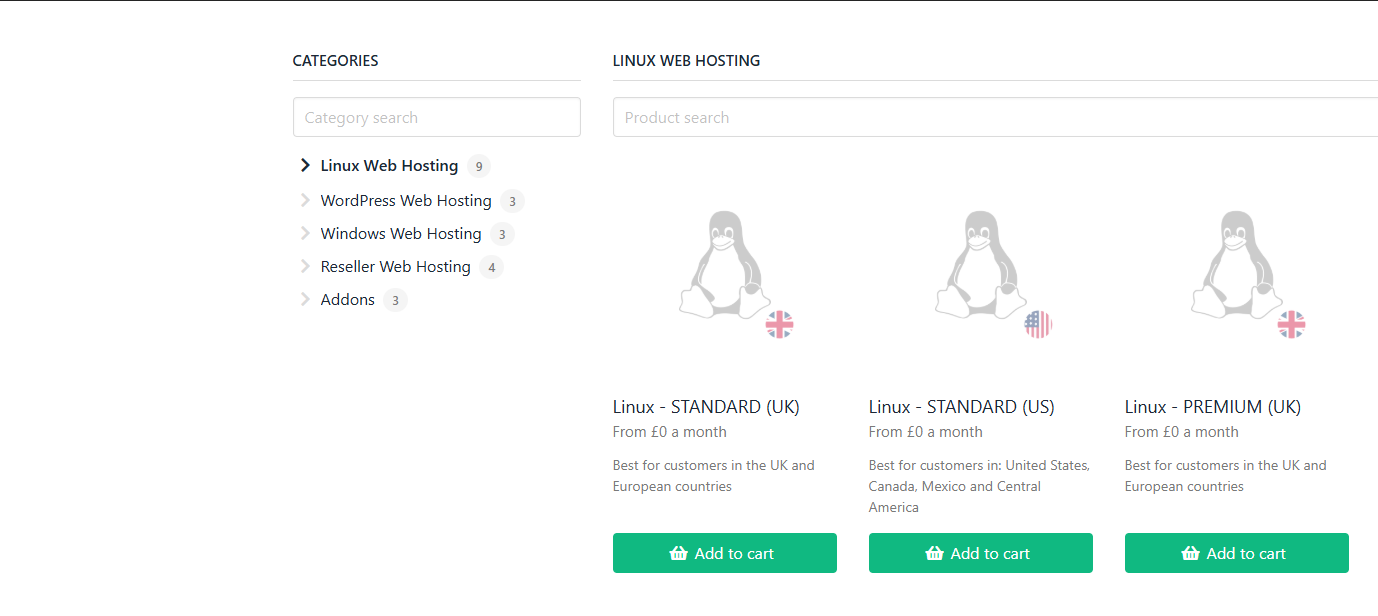 CATEGORIES
LINUX WEB HOSTING
Category search
Product search
Linux Web Hosting 9
WordPress Web Hosting 3
Windows Web Hosting 3
Reseller Web Hosting 4
Addons 3
Linux - STANDARD (UK)
From £0 a month
Best for customers in the UK and
European countries
Add to cart
Linux - STANDARD (US)
From £0 a month
Best for customers in: United States,
Canada, Mexico and Central
America
Add to cart
Linux - PREMIUM (UK)
From £0 a month
Best for customers in the UK and
European countries
Add to cart